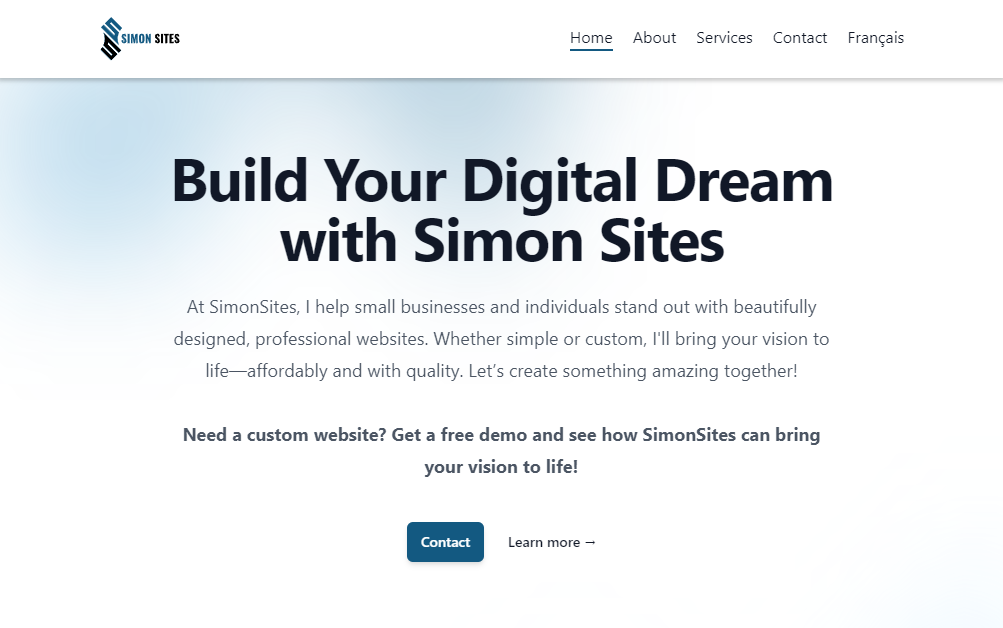 SIMON SITES
Home
About
Services
Contact
Français
Build Your Digital Dream
with Simon Sites
At SimonSites, I help small businesses and individuals stand out with beautifully
designed, professional websites. Whether simple or custom, I'll bring your vision to
life—affordably and with quality. Let’s create something amazing together!
Need a custom website? Get a free demo and see how SimonSites can bring
your vision to life!
Contact
Learn more →